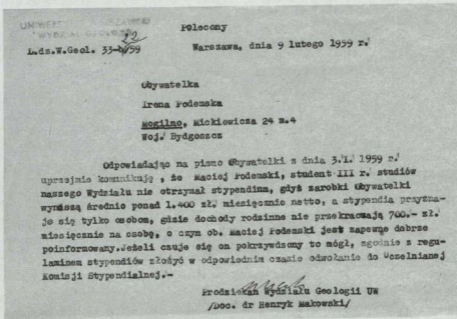 UNIWERSYTET WARSZAWSKI
WYDZIAŁ GEOLOGII
Polecony
22
L.dz.W.Geol. 33-/59 Warszawa, dnia 9 lutego 1959 r.
Obywatelka
Irena Podemska
Mogilno, Mickiewicza 24 m.4
Woj. Bydgoszcz
Odpowiadając na pismo Obywatelki z dnia 3.I. 1959 r.
uprzejmie komunikuję, że Maciej Podemski, student III r. studiów
naszego Wydziału nie otrzymał stypendium, gdyż zarobki Obywatelki
wynoszą średnio ponad 1.400 zł. miesięcznie netto, a stypendia przyzna-
je się tylko osobom, gdzie dochody rodzinne nie przekraczają 700.- zł.
miesięcznie na osobę, o czym ob. Maciej Podemski jest zapewne dobrze
poinformowany. Jeżeli czuje się on pokrzywdzony to mógł, zgodnie z regu-
laminem stypendiów złożyć w odpowiednim czasie odwołanie do Uczelnianej
Komisji Stypendialnej.-
Prodziekan Wydziału Geologii UW
/Doc. dr Henryk Makowski/